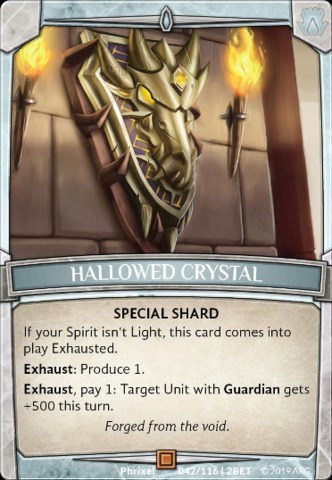 HALLOWED CRYSTAL
SPECIAL SHARD
If your Spirit isn't Light, this card comes into
play Exhausted.
Exhaust: Produce 1.
Exhaust, pay 1: Target Unit with Guardian gets
+500 this turn.
Forged from the void.
Phrixel 042/116 | 2BET © 2019 ARC